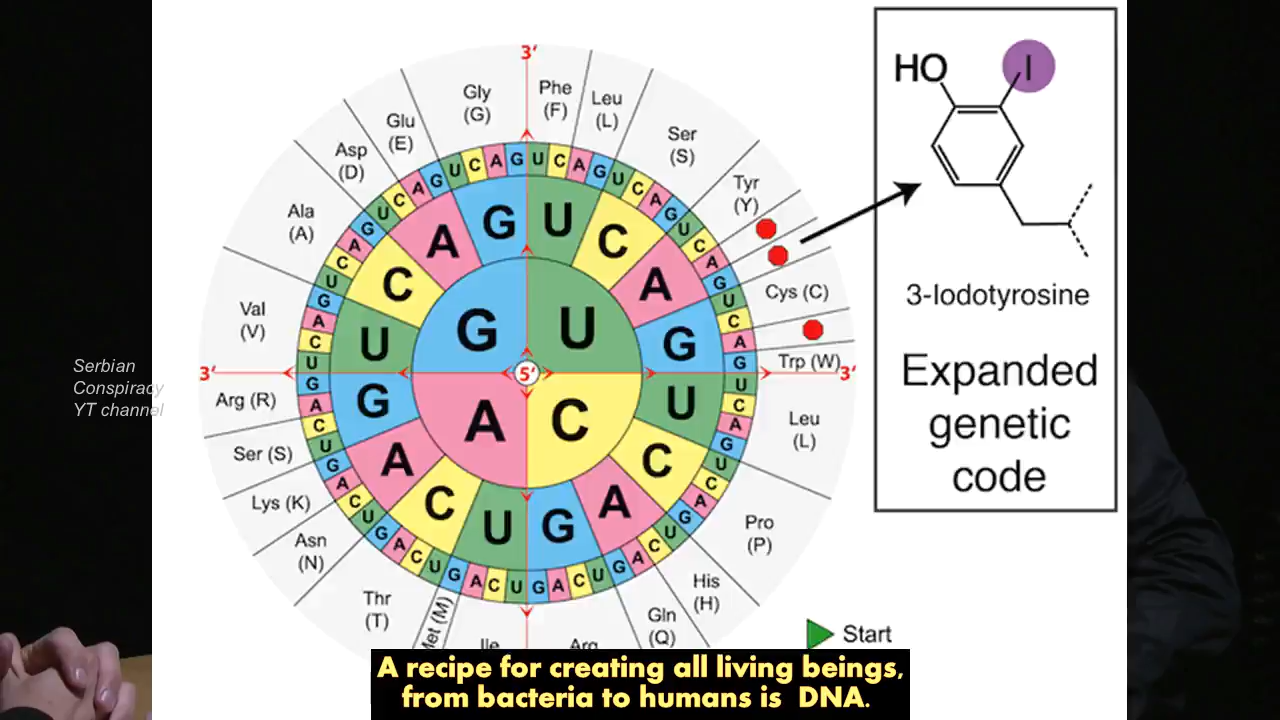 3'
Gly
(G)
Phe
(F)
Leu
(L)
Glu
(E)
Ser
(S)
Asp
(D)
Tyr
(Y)
Ala
(A)
Cys (C)
Val
(V)
Trp (W)
3'
5'
3'
Arg (R)
Leu
(L)
Ser (S)
Lys (K)
Pro
(P)
Asn
(N)
His
(H)
Thr
(T)
Gln
(Q)
Met (M)
Ile
Arg
G U
A C
G U C A G U C A G U C A G U C A
G U C A G U C A G U C A G U C A G U C A G U C A G U C A G U C A G U C A G U C A G U C A G U C A G U C A G U C A G U C A G U C A
Start
HO
I
3-Iodotyrosine
Expanded
genetic
code
Serbian
Conspiracy
YT channel
A recipe for creating all living beings,
from bacteria to humans is DNA.